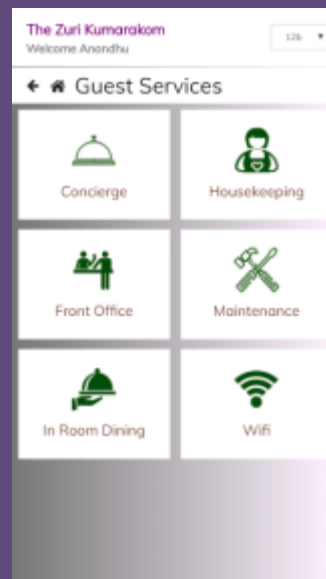 The Zuri Kumarakom
Welcome Anandhu
Guest Services
Concierge
Housekeeping
Front Office
Maintenance
In Room Dining
Wifi